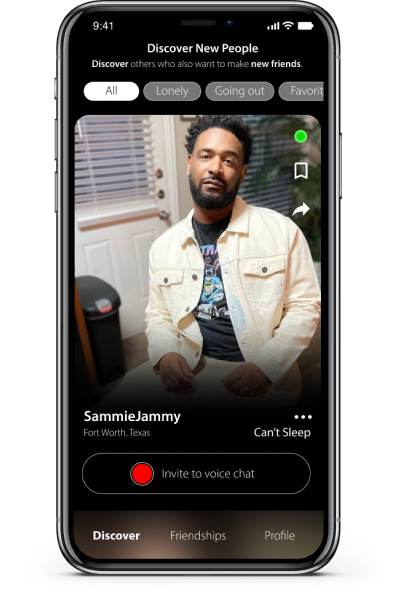 9:41
Discover New People
Discover others who also want to make new friends.
All Lonely Going out Favorit
SammieJammy
Fort Worth, Texas
Can't Sleep
Invite to voice chat
Discover Friendships Profile